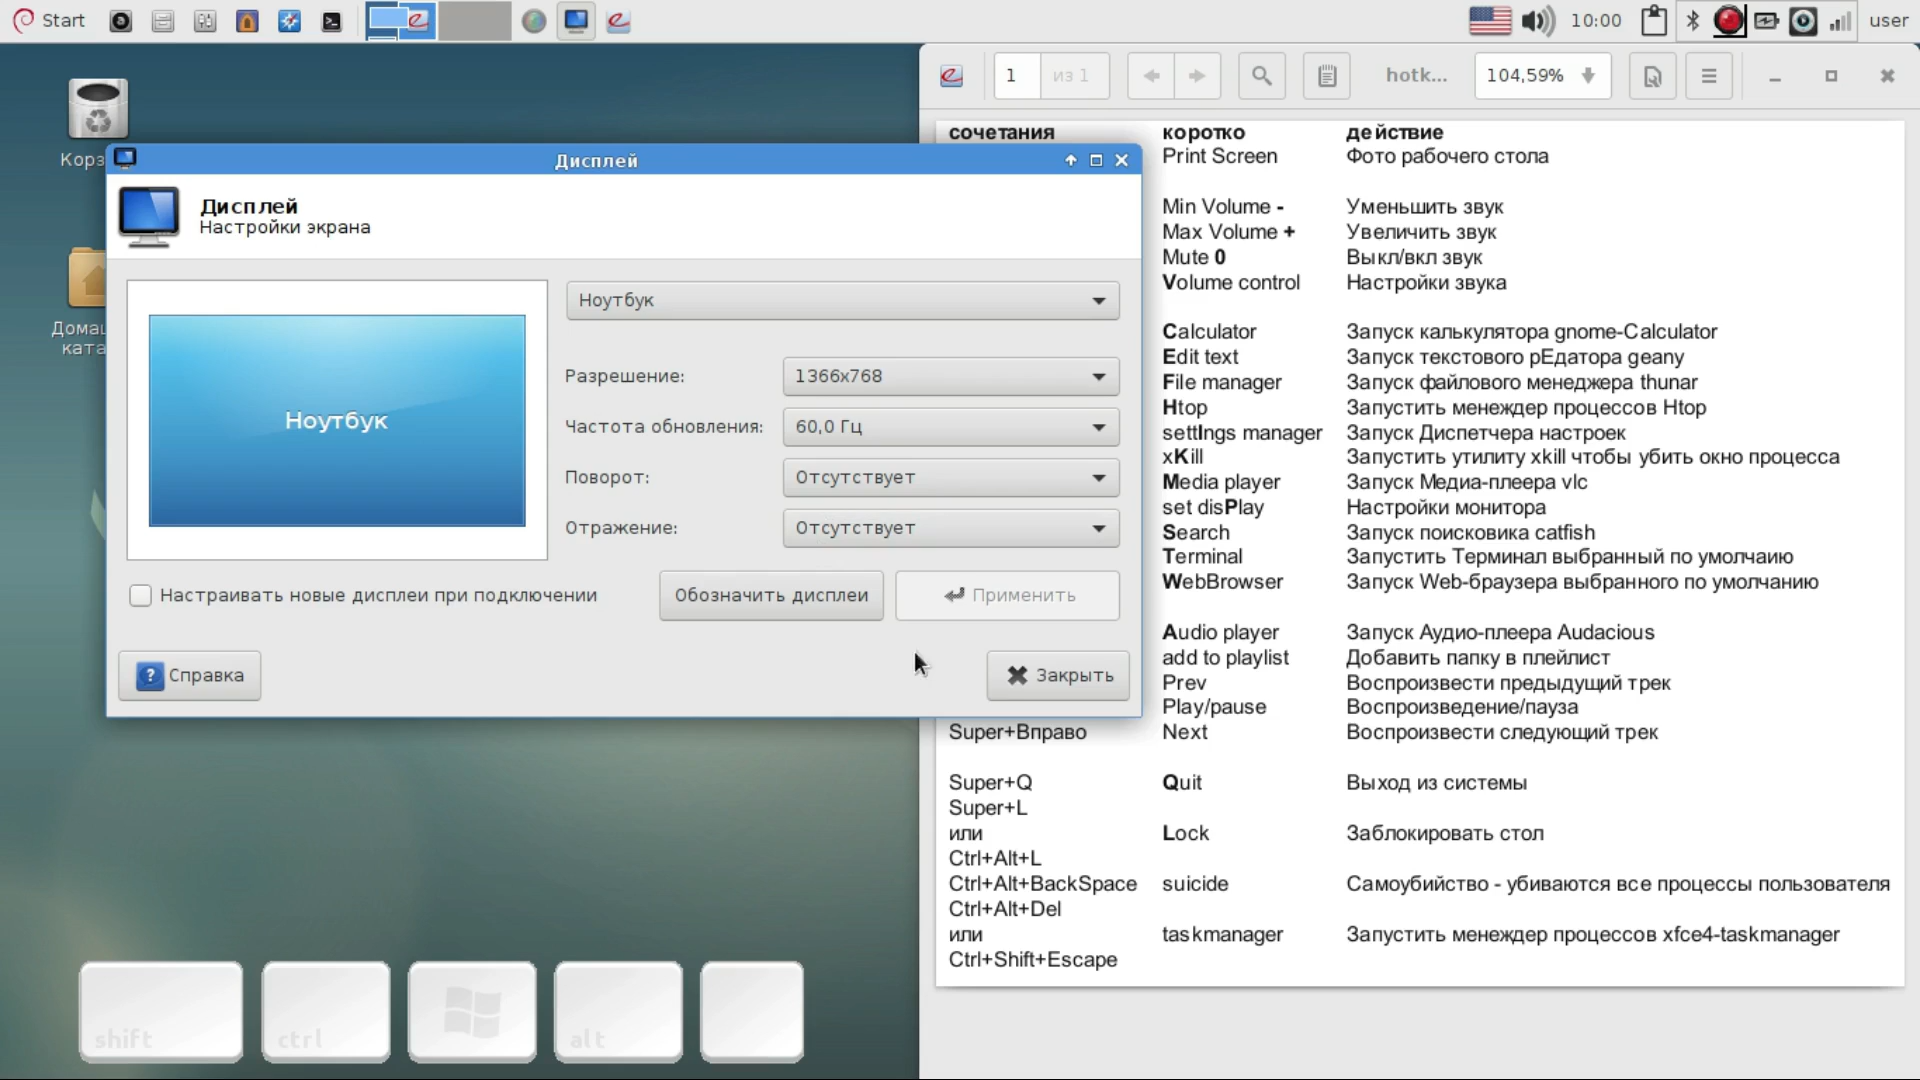 Start
10:00
user
1
из 1
hotk...
104,59%
Корз
Домаш
ката
Дисплей
Дисплей
Настройки экрана
Ноутбук
Ноутбук
Разрешение:
1366x768
Частота обновления:
60,0 Гц
Поворот:
Отсутствует
Отражение:
Отсутствует
Настраивать новые дисплеи при подключении
Обозначить дисплеи
Применить
Справка
Закрыть
сочетания коротко действие
Print Screen Фото рабочего стола
Min Volume - Уменьшить звук
Max Volume + Увеличить звук
Mute 0 Выкл/вкл звук
Volume control Настройки звука
Calculator Запуск калькулятора gnome-Calculator
Edit text Запуск текстового рЕдатора geany
File manager Запуск файлового менеджера thunar
Htop Запустить менеждер процессов Htop
settIngs manager Запуск Диспетчера настроек
xKill Запустить утилиту xkill чтобы убить окно процесса
Media player Запуск Медиа-плеера vlc
set disPlay Настройки монитора
Search Запуск поисковика catfish
Terminal Запустить Терминал выбранный по умолчаию
WebBrowser Запуск Web-браузера выбранного по умолчанию
Audio player Запуск Аудио-плеера Audacious
add to playlist Добавить папку в плейлист
Prev Воспроизвести предыдущий трек
Play/pause Воспроизведение/пауза
Super+Вправо Next Воспроизвести следующий трек
Super+Q Quit Выход из системы
Super+L
или Lock Заблокировать стол
Ctrl+Alt+L
Ctrl+Alt+BackSpace suicide Самоубийство - убиваются все процессы пользователя
Ctrl+Alt+Del
или taskmanager Запустить менеждер процессов xfce4-taskmanager
Ctrl+Shift+Escape
shift
ctrl
alt